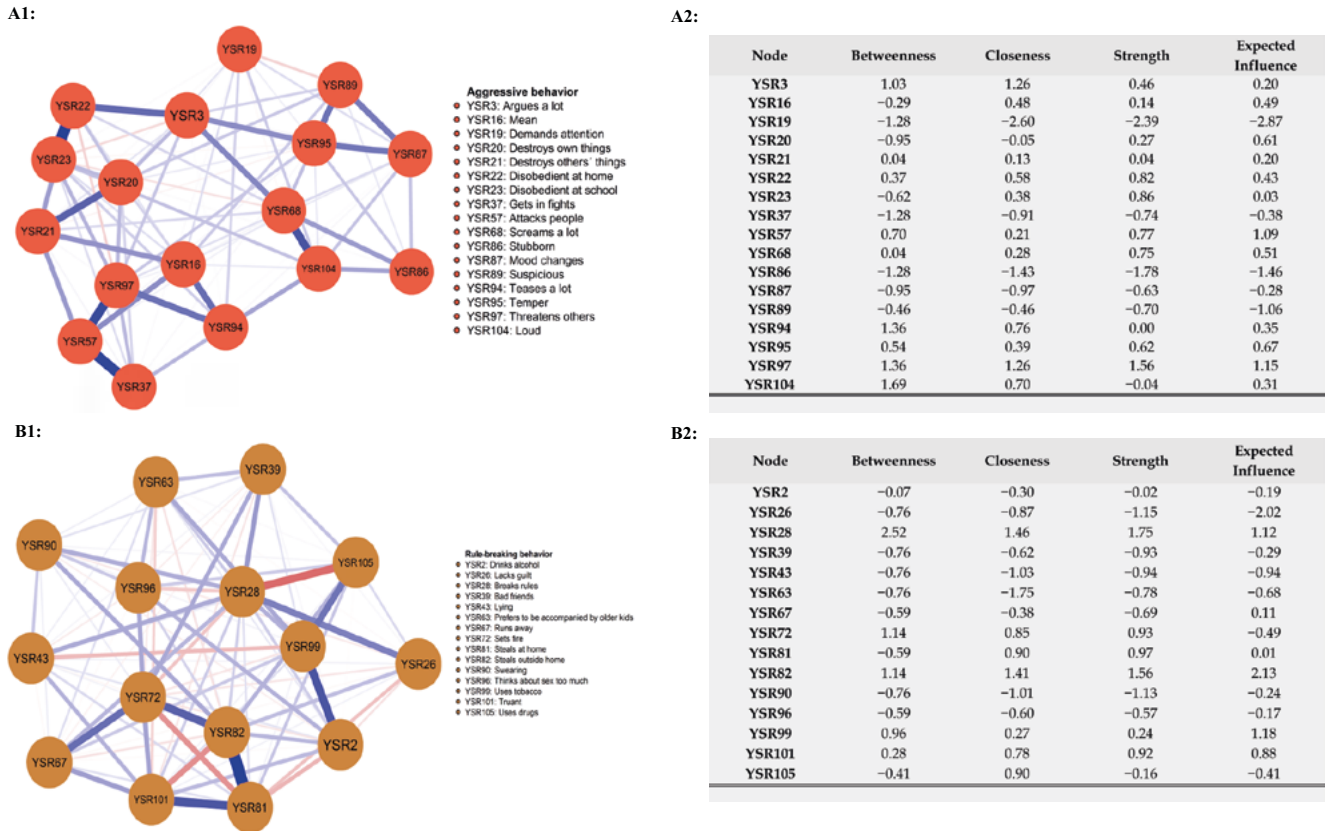 A1:
YSR19
YSR89
YSR22
YSR3
YSR95
YSR87
YSR23
YSR20
YSR68
YSR21
YSR16
YSR104
YSR86
YSR97
YSR94
YSR57
YSR37
Aggressive behavior
YSR3: Argues a lot
YSR16: Mean
YSR19: Demands attention
YSR20: Destroys own things
YSR21: Destroys others´ things
YSR22: Disobedient at home
YSR23: Disobedient at school
YSR37: Gets in fights
YSR57: Attacks people
YSR68: Screams a lot
YSR86: Stubborn
YSR87: Mood changes
YSR89: Suspicious
YSR94: Teases a lot
YSR95: Temper
YSR97: Threatens others
YSR104: Loud
A2:
Node Betweenness Closeness Strength Expected Influence
YSR3 1.03 1.26 0.46 0.20
YSR16 −0.29 0.48 0.14 0.49
YSR19 −1.28 −2.60 −2.39 −2.87
YSR20 −0.95 −0.05 0.27 0.61
YSR21 0.04 0.13 0.04 0.20
YSR22 0.37 0.58 0.82 0.43
YSR23 −0.62 0.38 0.86 0.03
YSR37 −1.28 −0.91 −0.74 −0.38
YSR57 0.70 0.21 0.77 1.09
YSR68 0.04 0.28 0.75 0.51
YSR86 −1.28 −1.43 −1.78 −1.46
YSR87 −0.95 −0.97 −0.63 −0.28
YSR89 −0.46 −0.46 −0.70 −1.06
YSR94 1.36 0.76 0.00 0.35
YSR95 0.54 0.39 0.62 0.67
YSR97 1.36 1.26 1.56 1.15
YSR104 1.69 0.70 −0.04 0.31
B1:
YSR39
YSR63
YSR90
YSR105
YSR96
YSR28
YSR99
YSR43
YSR26
YSR72
YSR82
YSR2
YSR67
YSR101
YSR81
Rule-breaking behavior
YSR2: Drinks alcohol
YSR26: Lacks guilt
YSR28: Breaks rules
YSR39: Bad friends
YSR43: Lying
YSR63: Prefers to be accompanied by older kids
YSR67: Runs away
YSR72: Sets fire
YSR81: Steals at home
YSR82: Steals outside home
YSR90: Swearing
YSR96: Thinks about sex too much
YSR99: Uses tobacco
YSR101: Truant
YSR105: Uses drugs
B2:
Node Betweenness Closeness Strength Expected Influence
YSR2 −0.07 −0.30 −0.02 −0.19
YSR26 −0.76 −0.87 −1.15 −2.02
YSR28 2.52 1.46 1.75 1.12
YSR39 −0.76 −0.62 −0.93 −0.29
YSR43 −0.76 −1.03 −0.94 −0.94
YSR63 −0.76 −1.75 −0.78 −0.68
YSR67 −0.59 −0.38 −0.69 0.11
YSR72 1.14 0.85 0.93 −0.49
YSR81 −0.59 0.90 0.97 0.01
YSR82 1.14 1.41 1.56 2.13
YSR90 −0.76 −1.01 −1.13 −0.24
YSR96 −0.59 −0.60 −0.57 −0.17
YSR99 0.96 0.27 0.24 1.18
YSR101 0.28 0.78 0.92 0.88
YSR105 −0.41 0.90 −0.16 −0.41